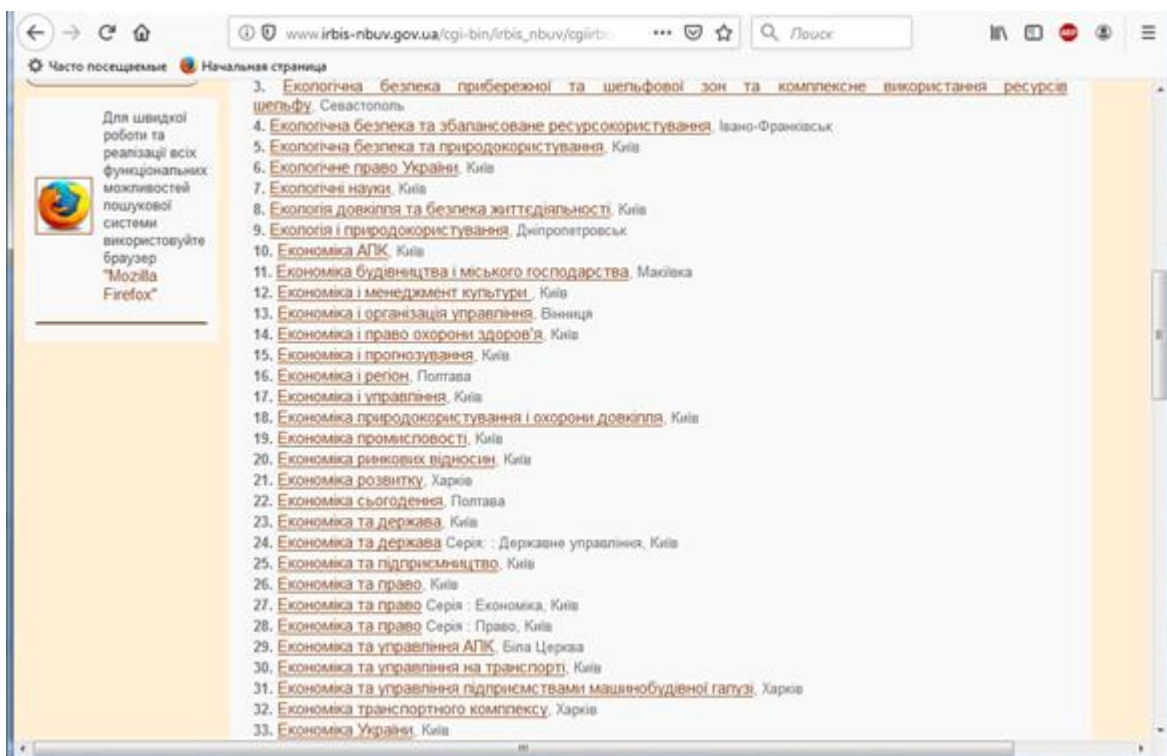 www.irbis-nbuv.gov.ua/cgi-bin/irbis_nbuv/cgiirb
Поиск
Часто посещаемые Начальная страница
Для швидкої
роботи та
реалізації всіх
функціональних
можливостей
пошукової
системи
використовуйте
браузер
"Mozilla
Firefox"
3. Екологічна безпека прибережної та шельфової зон та комплексне використання ресурсів
шельфу, Севастополь
4. Екологічна безпека та збалансоване ресурсокористування, Івано-Франківськ
5. Екологічна безпека та природокористування, Київ
6. Екологічне право України, Київ
7. Екологічні науки, Київ
8. Екологія довкілля та безпека життєдіяльності, Київ
9. Екологія і природокористування, Дніпропетровськ
10. Економіка АПК, Київ
11. Економіка будівництва і міського господарства, Макіївка
12. Економіка і менеджмент культури , Київ
13. Економіка і організація управління, Вінниця
14. Економіка і право охорони здоров'я, Київ
15. Економіка і прогнозування, Київ
16. Економіка і регіон, Полтава
17. Економіка і управління, Київ
18. Економіка природокористування і охорони довкілля, Київ
19. Економіка промисловості, Київ
20. Економіка ринкових відносин, Київ
21. Економіка розвитку, Харків
22. Економіка сьогодення, Полтава
23. Економіка та держава, Київ
24. Економіка та держава Серія: : Державне управління, Київ
25. Економіка та підприємництво, Київ
26. Економіка та право, Київ
27. Економіка та право Серія : Економіка, Київ
28. Економіка та право Серія : Право, Київ
29. Економіка та управління АПК, Біла Церква
30. Економіка та управління на транспорті, Київ
31. Економіка та управління підприємствами машинобудівної галузі, Харків
32. Економіка транспортного комплексу, Харків
33. Економіка України, Київ